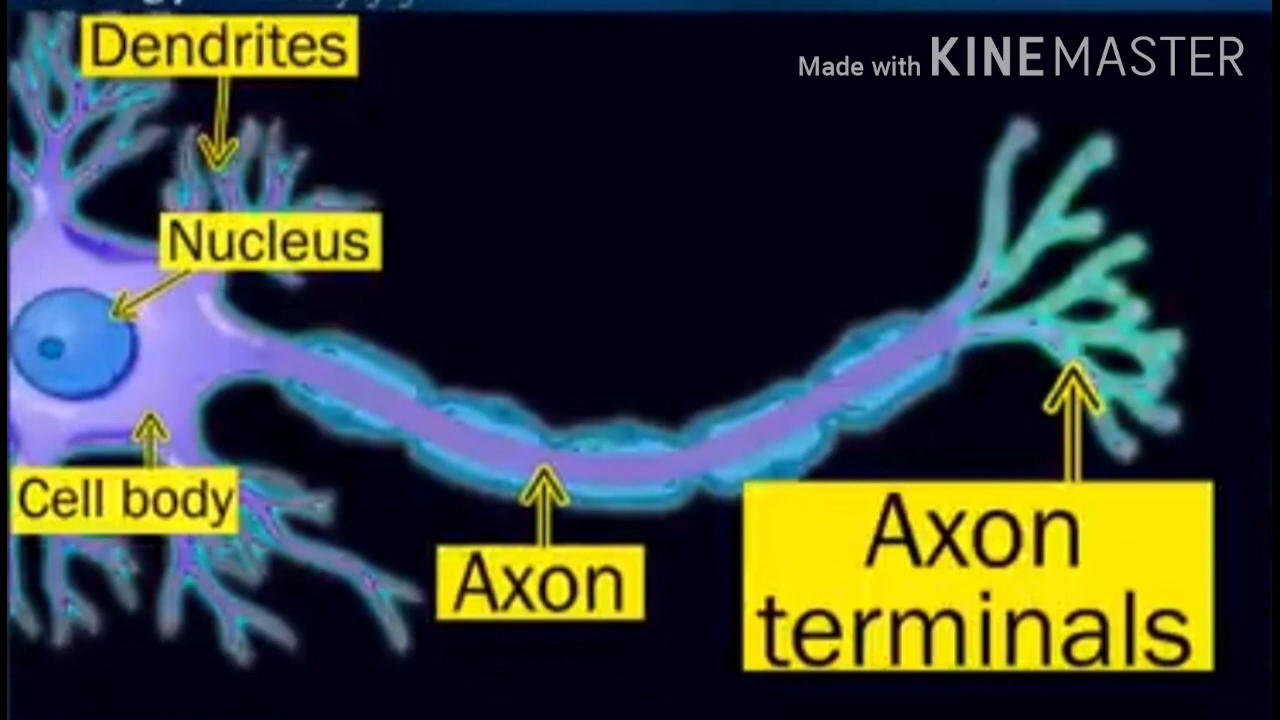 Dendrites
Made with KINEMASTER
Nucleus
Cell body
Axon
Axon
terminals